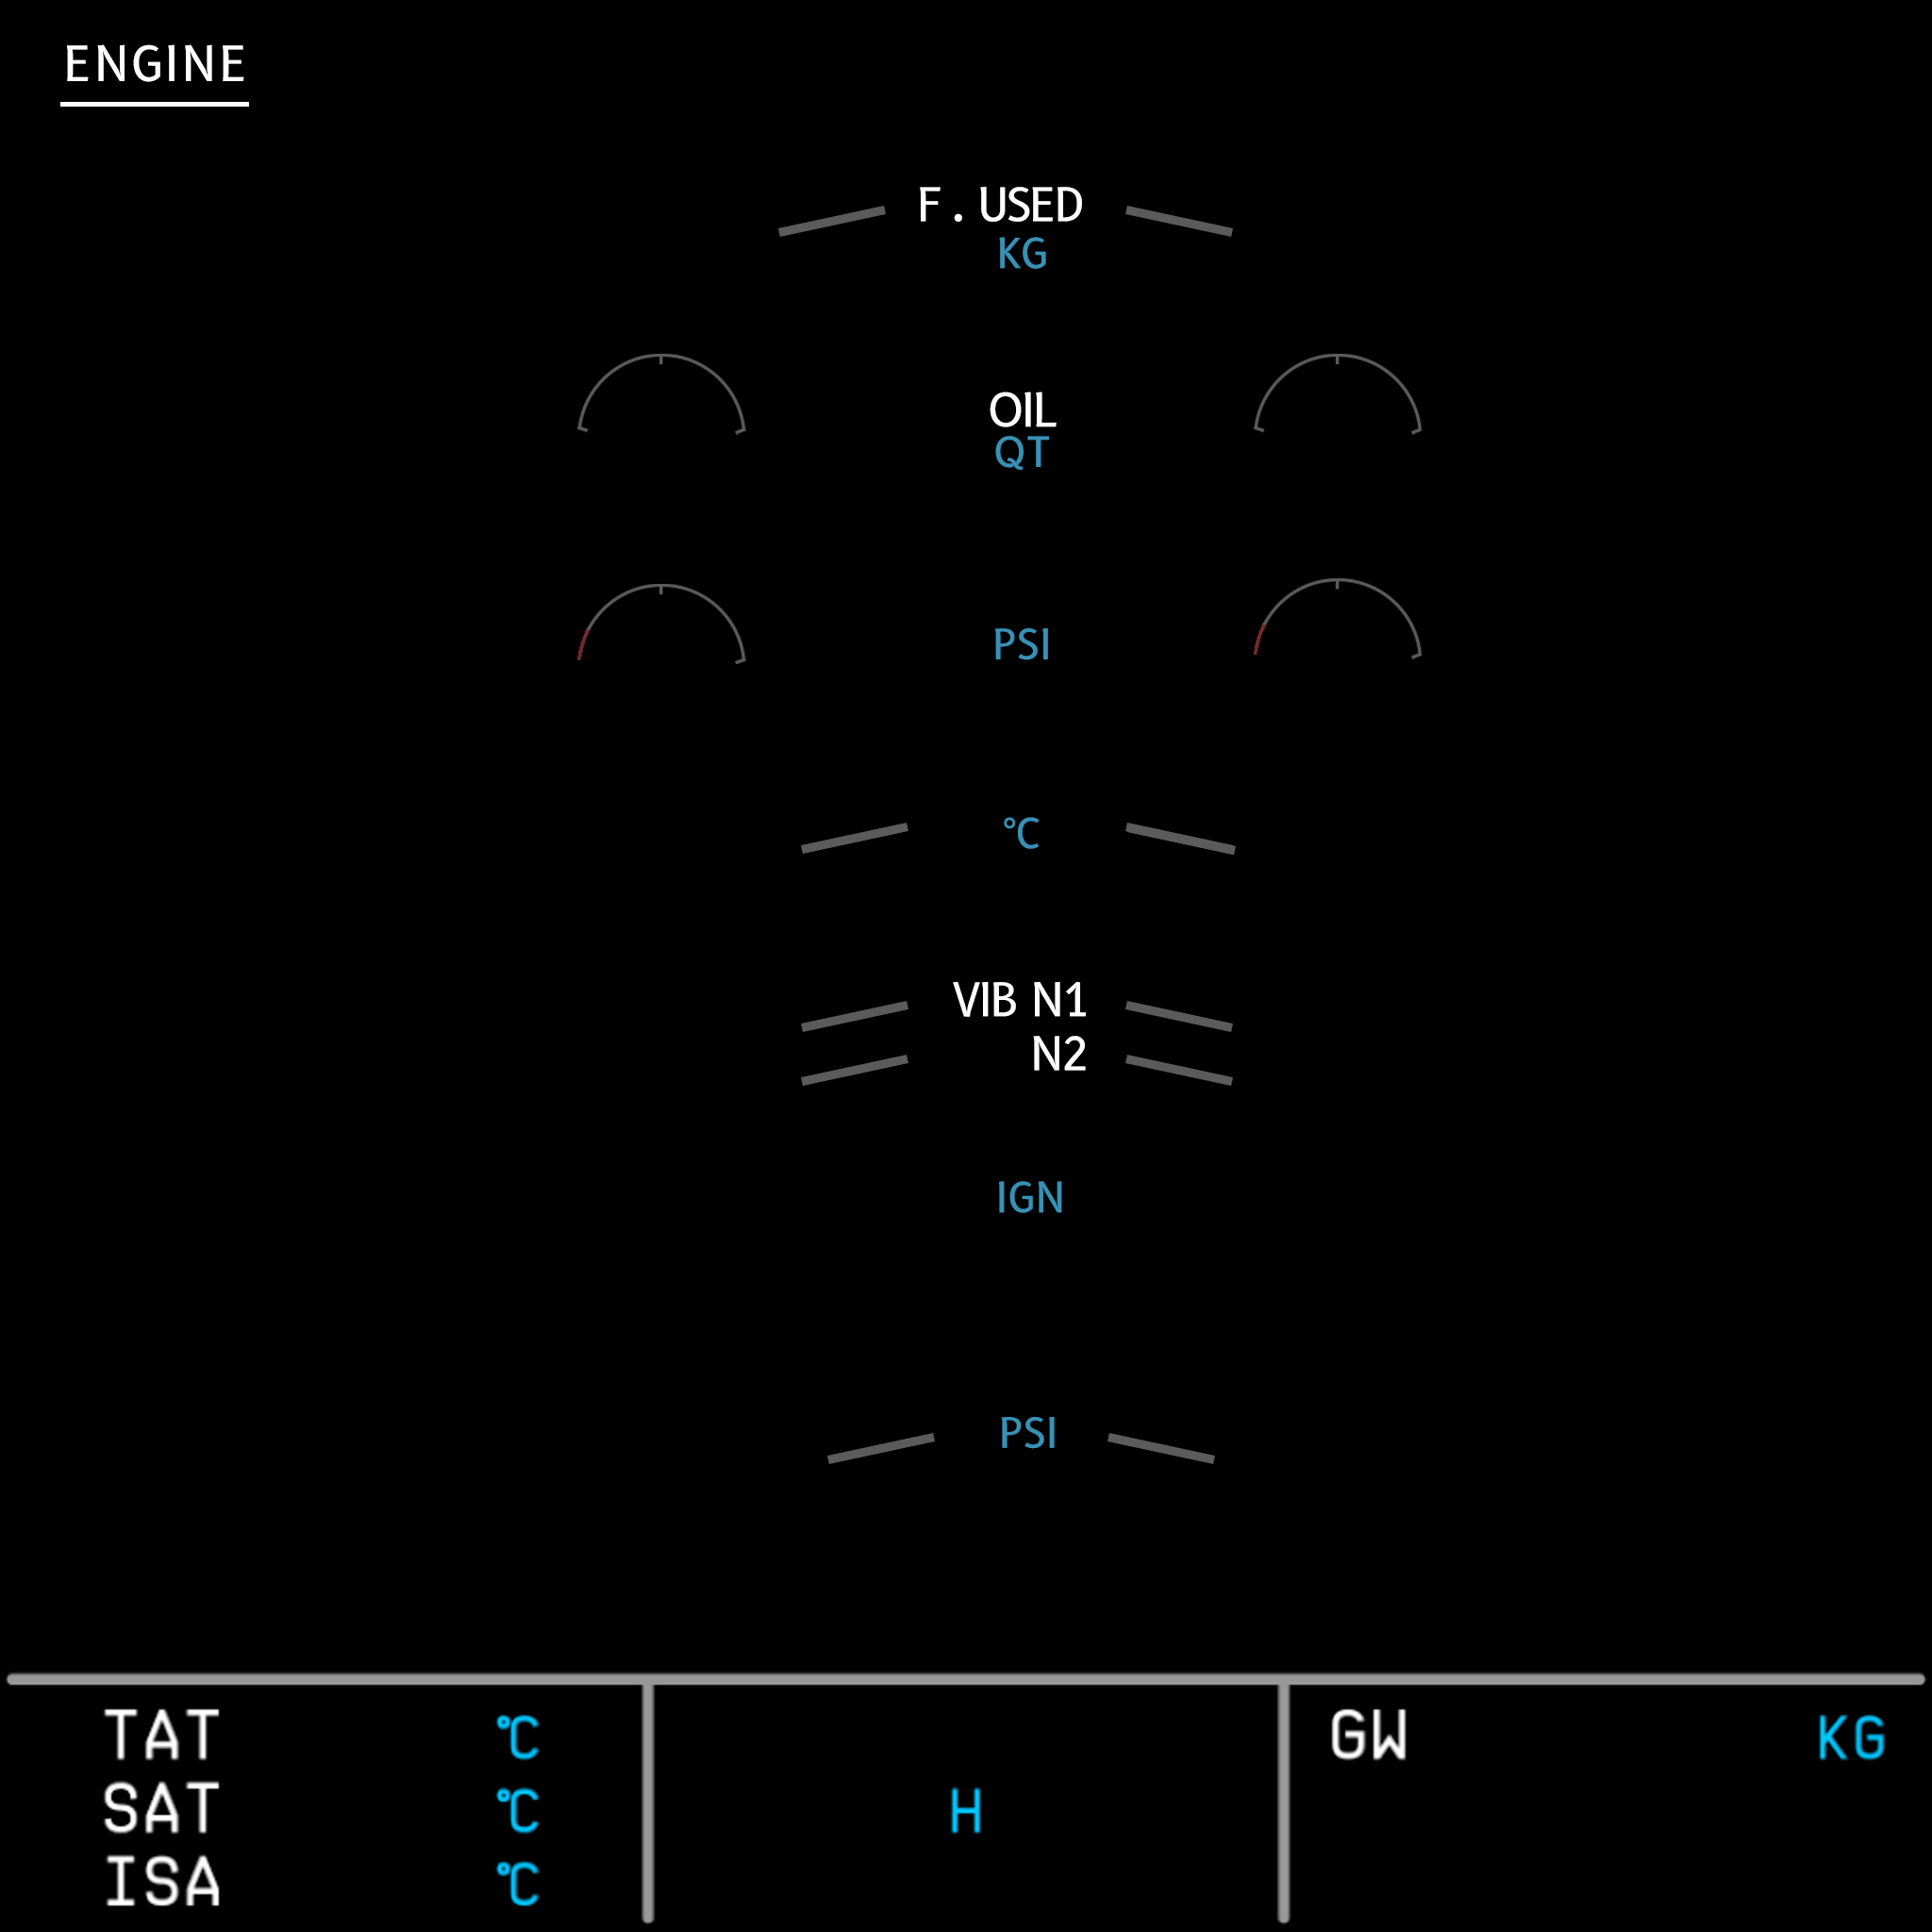 ENGINE
F. USED
KG
OIL
QT
PSI
°C
VIB N1
N2
IGN
PSI
TAT °C
SAT °C
ISA °C
H
GW KG